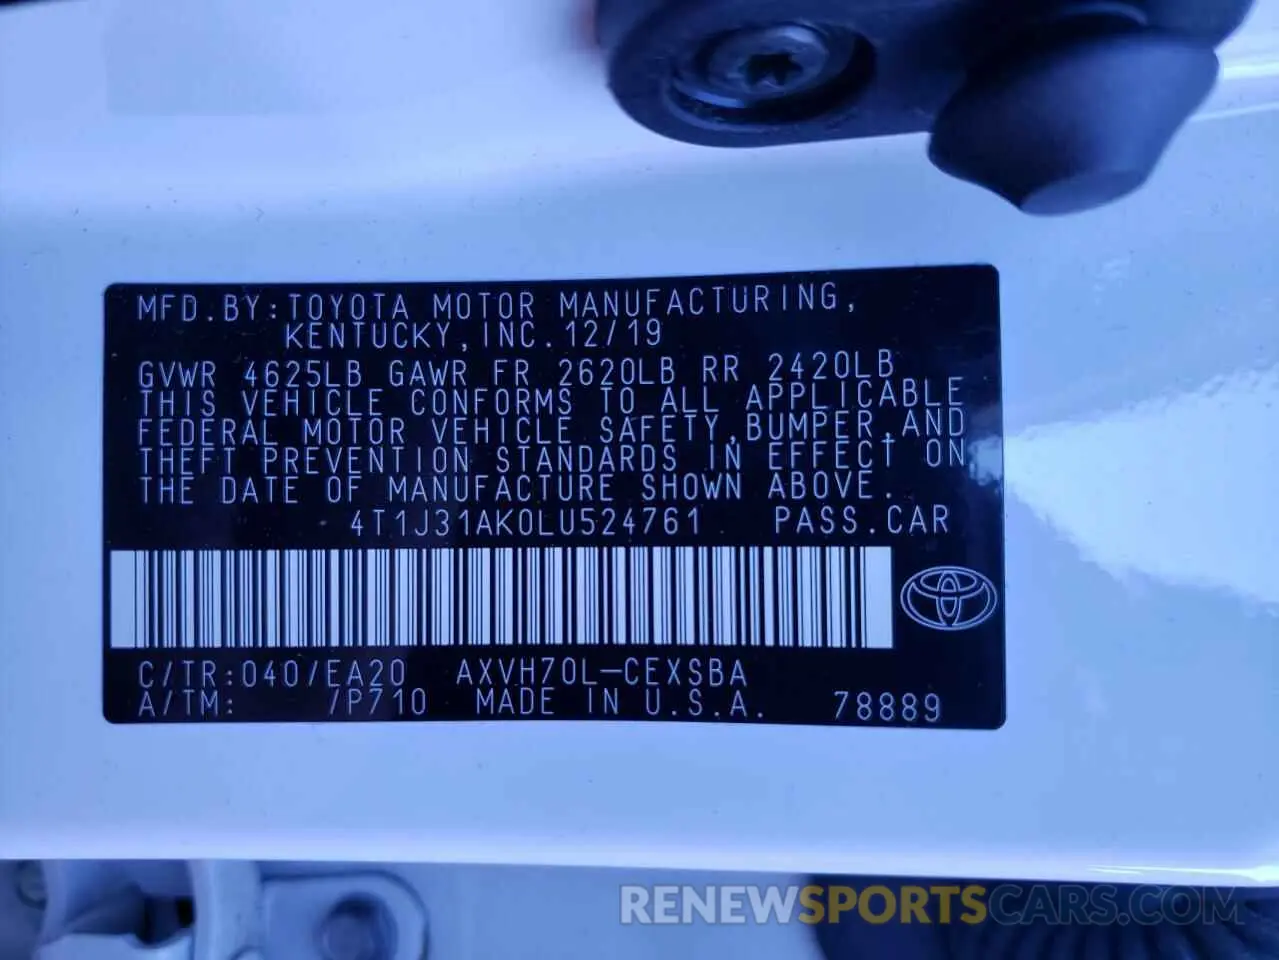 MFD.BY:TOYOTA MOTOR MANUFACTURING,
KENTUCKY,INC.12/19
GVWR 4625LB GAWR FR 2620LB RR 2420LB
THIS VEHICLE CONFORMS TO ALL APPLICABLE
FEDERAL MOTOR VEHICLE SAFETY,BUMPER,AND
THEFT PREVENTION STANDARDS IN EFFECT ON
THE DATE OF MANUFACTURE SHOWN ABOVE.
4T1J31AK0LU524761 PASS.CAR
C/TR:040/EA20 AXVH70L-CEXSBA
A/TM: /P710 MADE IN U.S.A. 78889
RENEWSPORTSCARS.COM